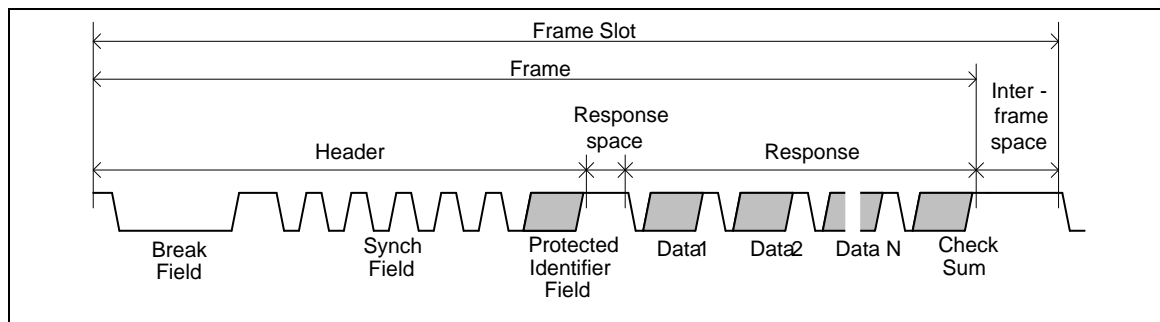 Frame Slot
Frame
Inter -
frame
space
Response
space
Header
Response
Break
Field
Synch
Field
Protected
Identifier
Field
Data1
Data2
Data N
Check
Sum